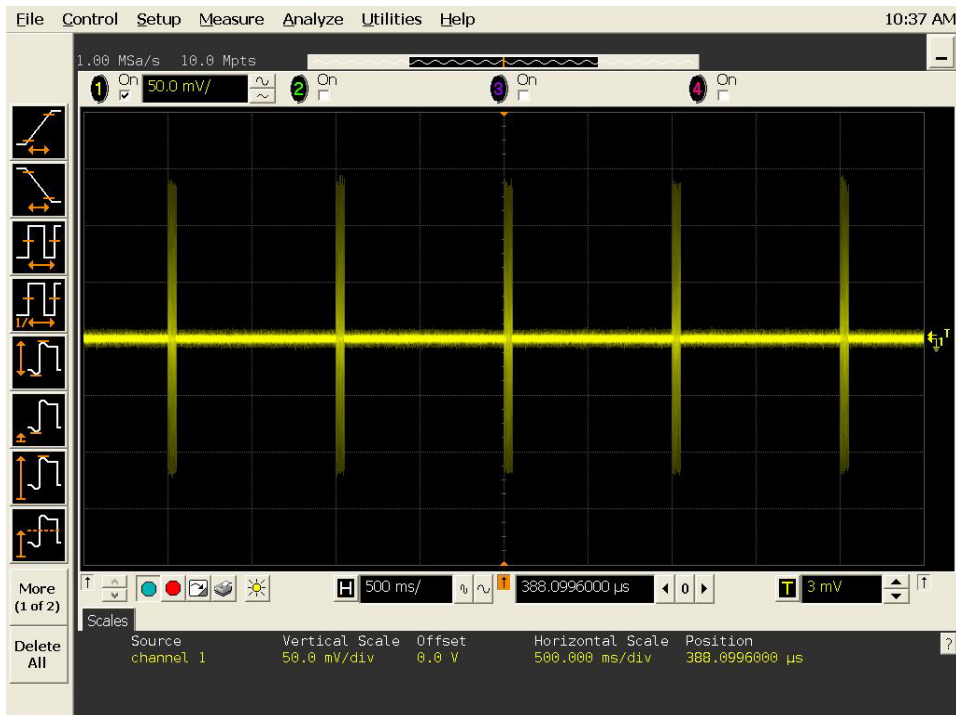 File Control Setup Measure Analyze Utilities Help 10:37 AM
1.00 MSa/s 10.0 Mpts
1 On 50.0 mV/ 2 On 3 On 4 On
T
1/
More
(1 of 2)
Delete
All
H 500 ms/ 388.0996000 µs 0 T 3 mV
Scales
Source Vertical Scale Offset Horizontal Scale Position ?
channel 1 50.0 mV/div 0.0 V 500.000 ms/div 388.0996000 µs